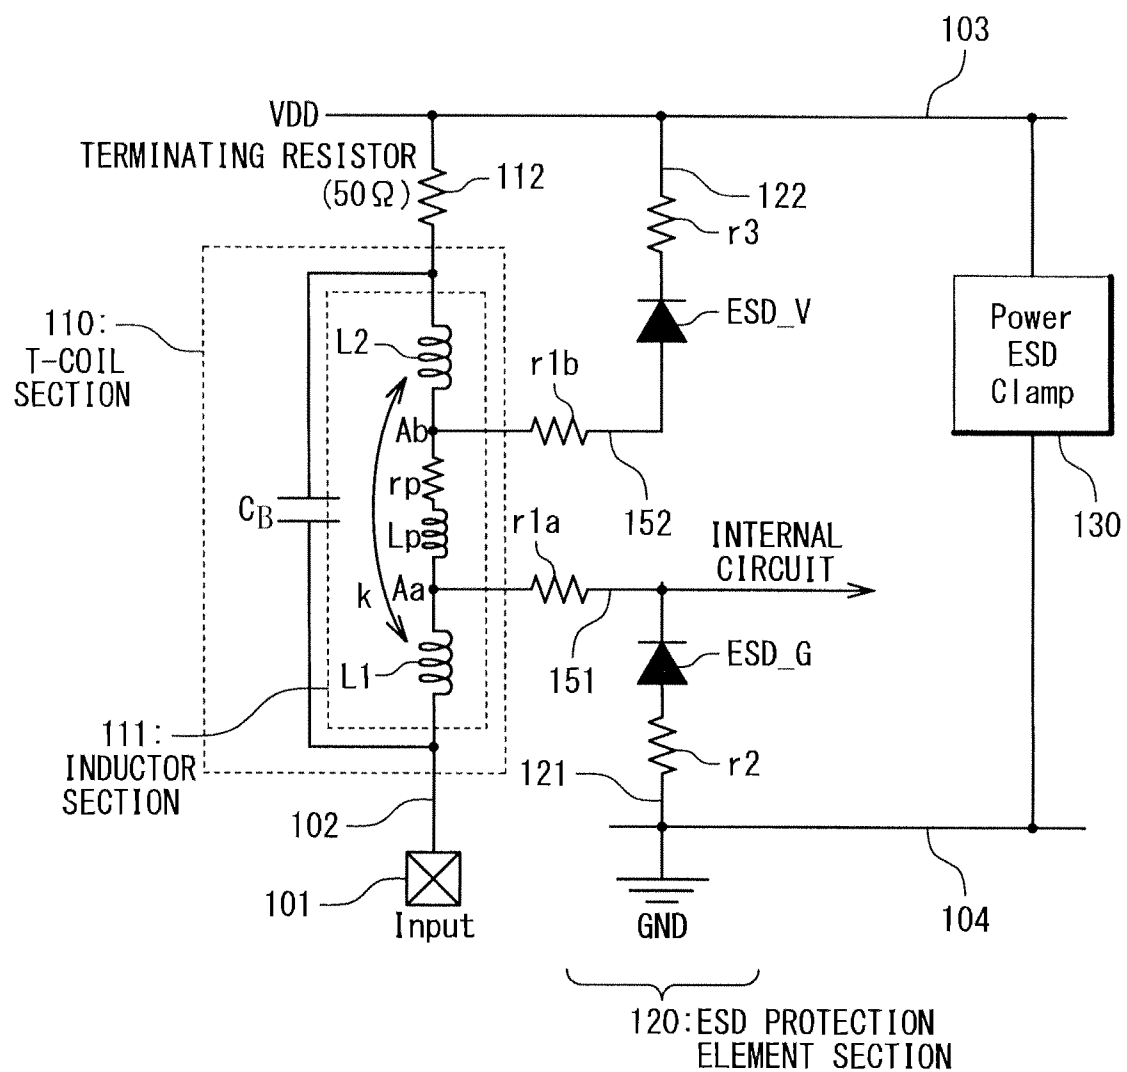 103
VDD
TERMINATING RESISTOR
(50Ω)
112
122
r3
110:
T-COIL
SECTION
L2
ESD_V
Power
ESD
Clamp
r1b
Ab
rp
152
130
CB
Lp
r1a
INTERNAL
CIRCUIT
Aa
k
151
ESD_G
L1
111:
INDUCTOR
SECTION
121
r2
102
101
Input
GND
104
120:ESD PROTECTION
ELEMENT SECTION